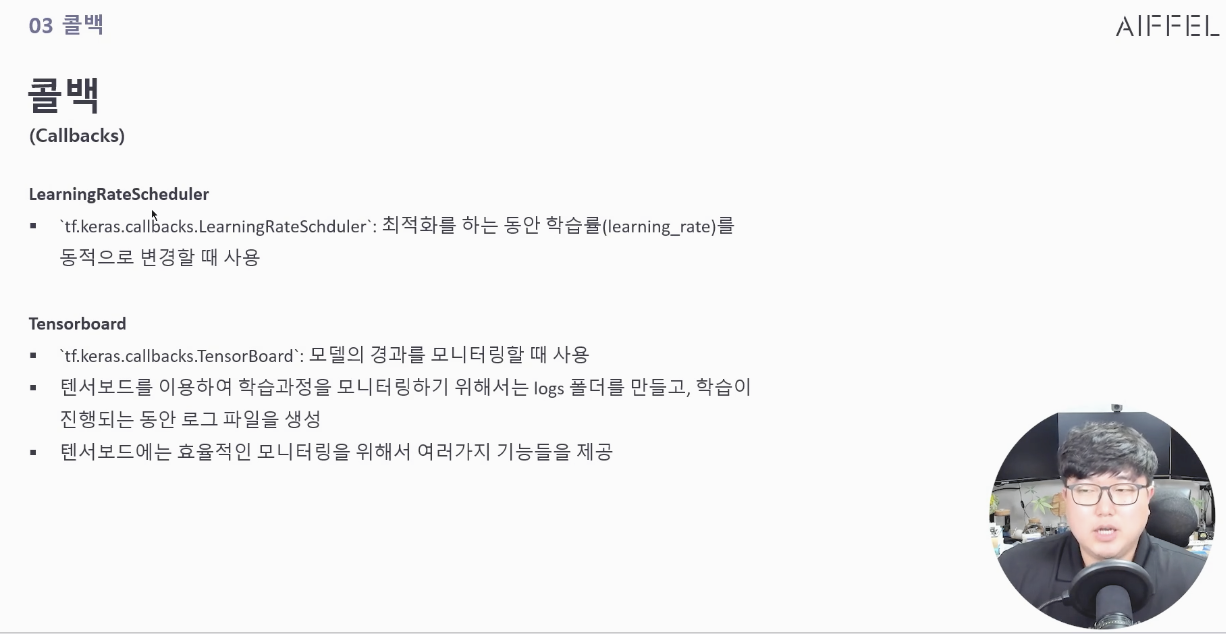 03 콜백
AIFFEL
콜백
(Callbacks)
LearningRateScheduler
▪ `tf.keras.callbacks.LearningRateSchduler`: 최적화를 하는 동안 학습률(learning_rate)를
동적으로 변경할 때 사용
Tensorboard
▪ `tf.keras.callbacks.TensorBoard`: 모델의 경과를 모니터링할 때 사용
▪ 텐서보드를 이용하여 학습과정을 모니터링하기 위해서는 logs 폴더를 만들고, 학습이
진행되는 동안 로그 파일을 생성
▪ 텐서보드에는 효율적인 모니터링을 위해서 여러가지 기능들을 제공